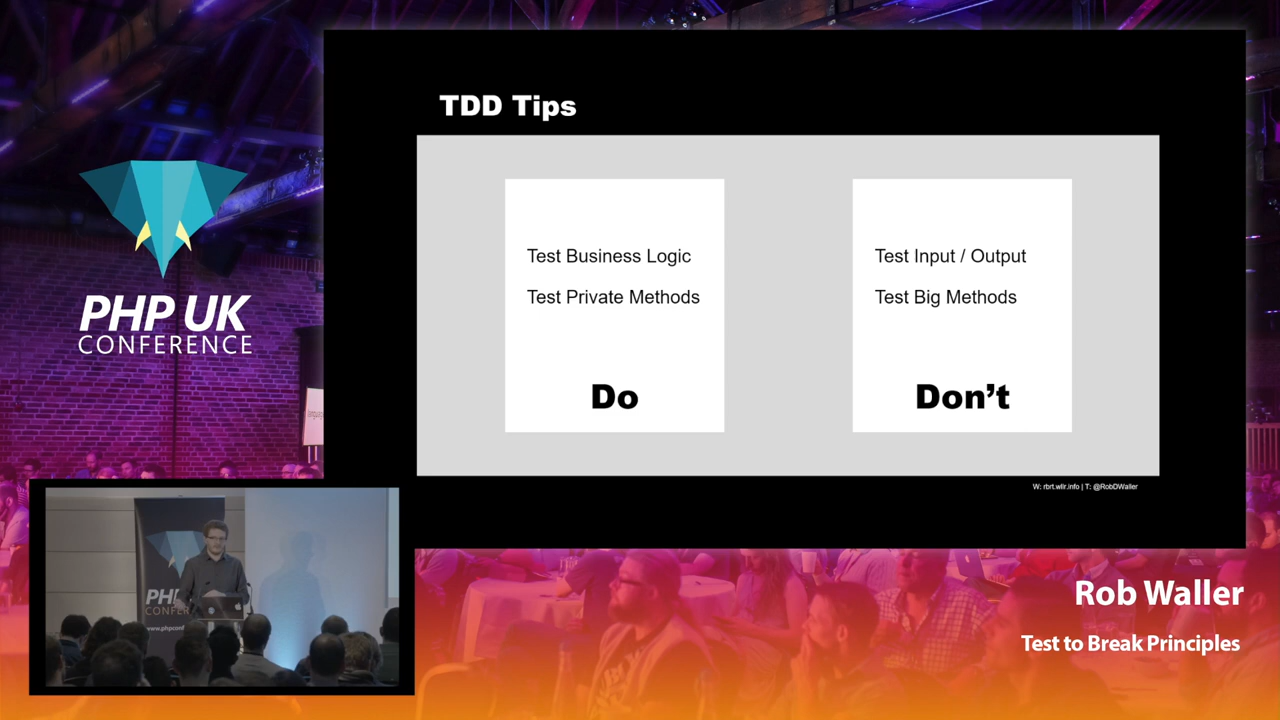 TDD Tips
Test Business Logic
Test Private Methods
Do
Test Input / Output
Test Big Methods
Don't
W: rbrt.wllr.info | T: @RobDWaller
PHP UK
CONFERENCE
Rob Waller
Test to Break Principles